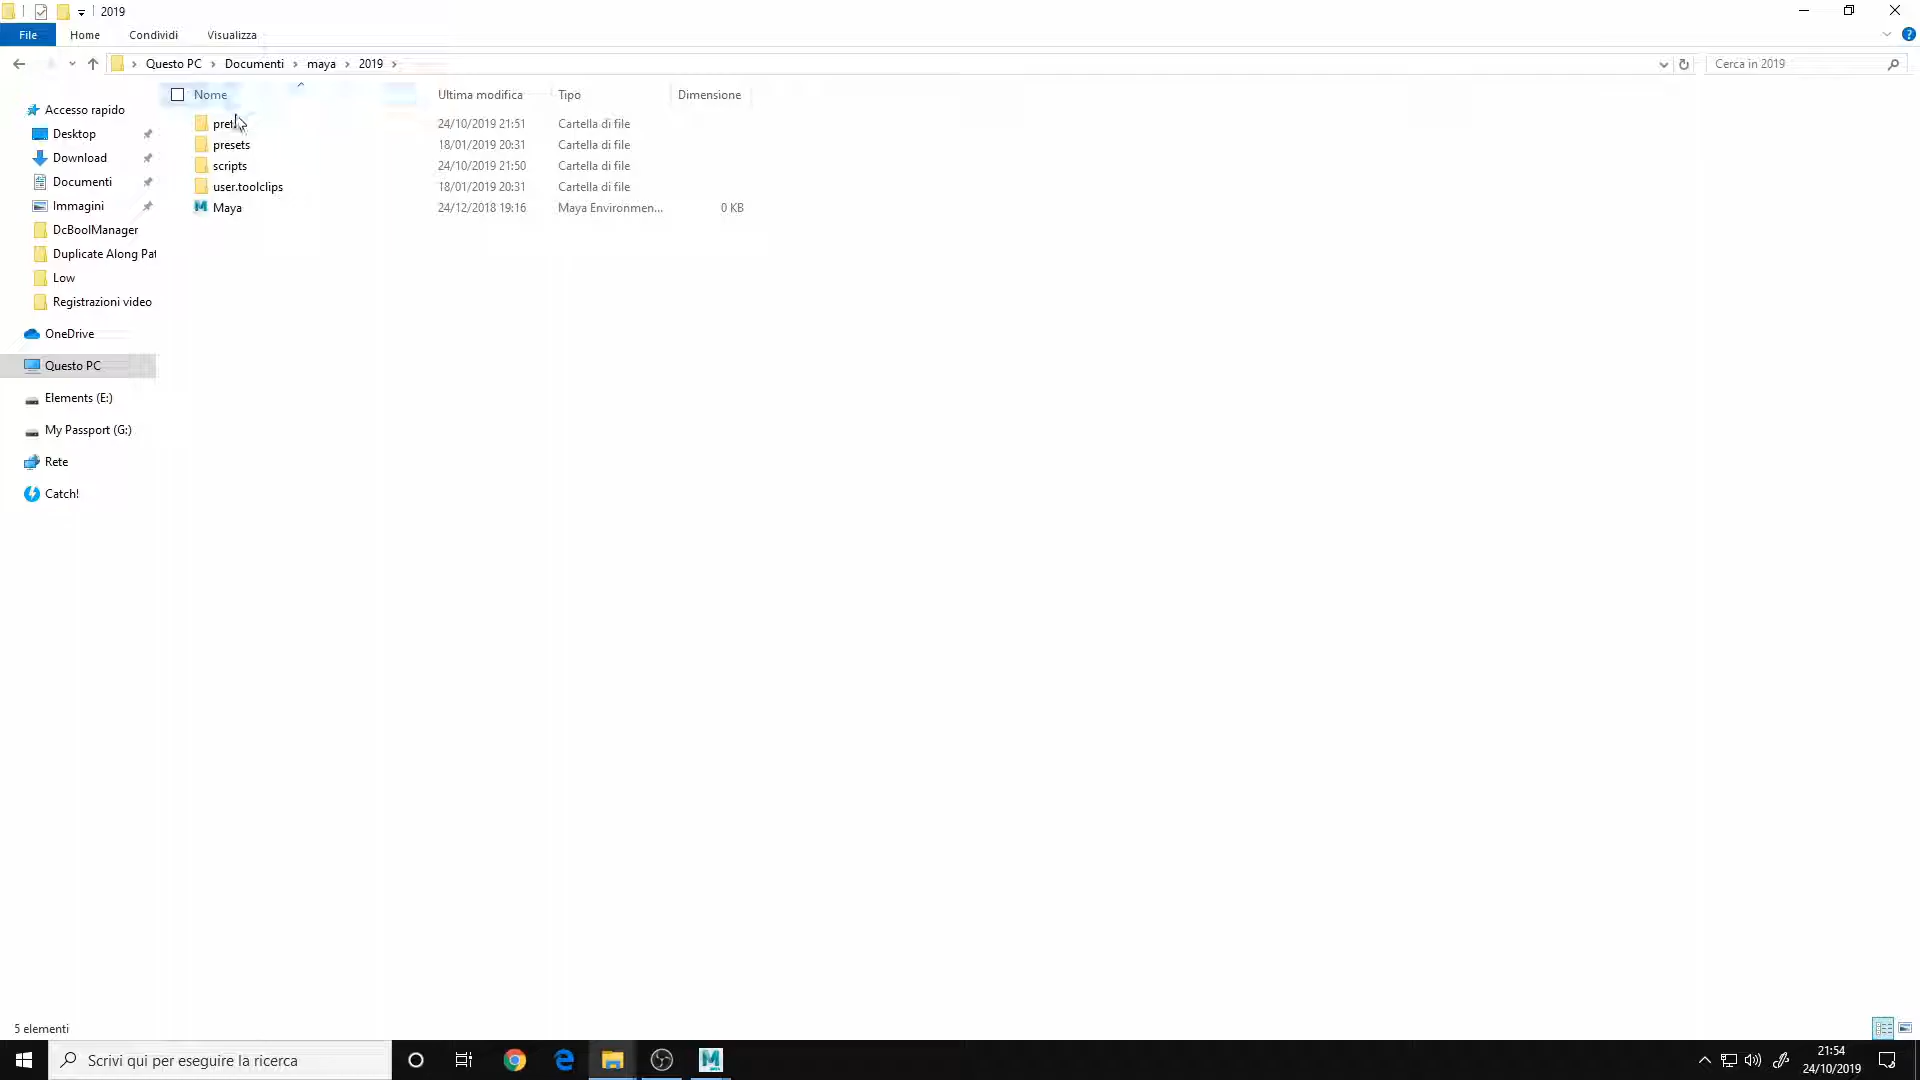 2019
File Home Condividi Visualizza
Questo PC Documenti maya 2019
Cerca in 2019
Nome Ultima modifica Tipo Dimensione
Accesso rapido
Desktop
Download
Documenti
Immagini
DcBoolManager
Duplicate Along Pat
Low
Registrazioni video
OneDrive
Questo PC
Elements (E:)
My Passport (G:)
Rete
Catch!
24/10/2019 21:51 Cartella di file
presets 18/01/2019 20:31 Cartella di file
scripts 24/10/2019 21:50 Cartella di file
user.toolclips 18/01/2019 20:31 Cartella di file
Maya 24/12/2018 19:16 Maya Environmen... 0 KB
5 elementi
Scrivi qui per eseguire la ricerca
21:54
24/10/2019